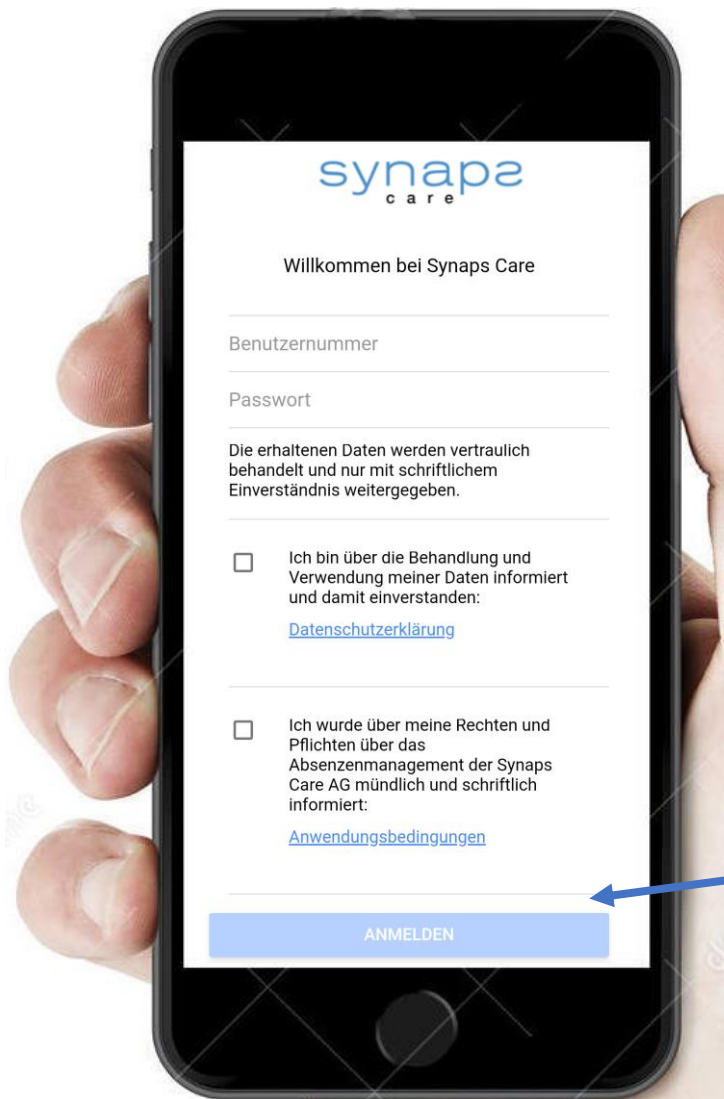 synaps
care
Willkommen bei Synaps Care
Benutzernummer
Passwort
Die erhaltenen Daten werden vertraulich
behandelt und nur mit schriftlichem
Einverständnis weitergegeben.
Ich bin über die Behandlung und
Verwendung meiner Daten informiert
und damit einverstanden:
Datenschutzerklärung
Ich wurde über meine Rechten und
Pflichten über das
Absenzenmanagement der Synaps
Care AG mündlich und schriftlich
informiert:
Anwendungsbedingungen
ANMELDEN